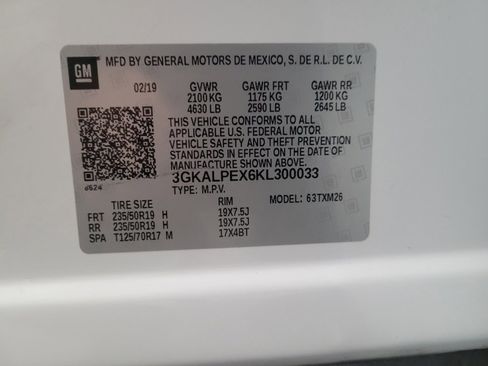 GM
MFD BY GENERAL MOTORS DE MEXICO, S. DE R.L. DE C.V.
02/19 GVWR GAWR FRT GAWR RR
2100 KG 1175 KG 1200 KG
4630 LB 2590 LB 2645 LB
THIS VEHICLE CONFORMS TO ALL
APPLICABLE U.S. FEDERAL MOTOR
VEHICLE SAFETY AND THEFT PREVENTION
STANDARDS IN EFFECT ON THE DATE OF
MANUFACTURE SHOWN ABOVE.
6624
3GKALPEX6KL300033
TYPE: M.P.V. MODEL: 63TXM26
TIRE SIZE RIM
FRT 235/50R19 H 19X7.5J
RR 235/50R19 H 19X7.5J
SPA T125/70R17 M 17X4BT